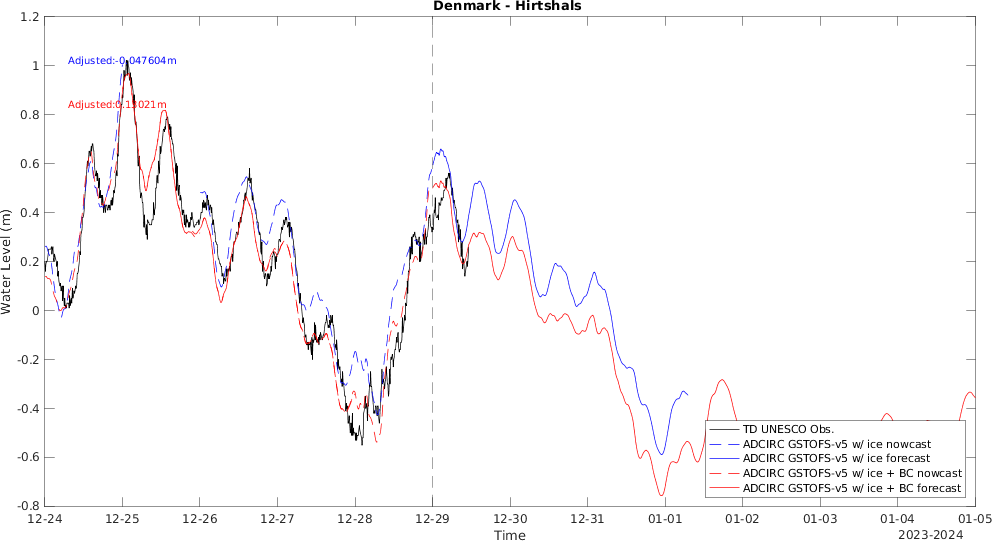 Denmark - Hirtshals
Adjusted:-0.047604m
Adjusted:0.13021m
Water Level (m)
1.2
1
0.8
0.6
0.4
0.2
0
-0.2
-0.4
-0.6
-0.8
TD UNESCO Obs.
ADCIRC GSTOFS-v5 w/ ice nowcast
ADCIRC GSTOFS-v5 w/ ice forecast
ADCIRC GSTOFS-v5 w/ ice + BC nowcast
ADCIRC GSTOFS-v5 w/ ice + BC forecast
12-24 12-25 12-26 12-27 12-28 12-29 12-30 12-31 01-01 01-02 01-03 01-04 01-05
Time
2023-2024